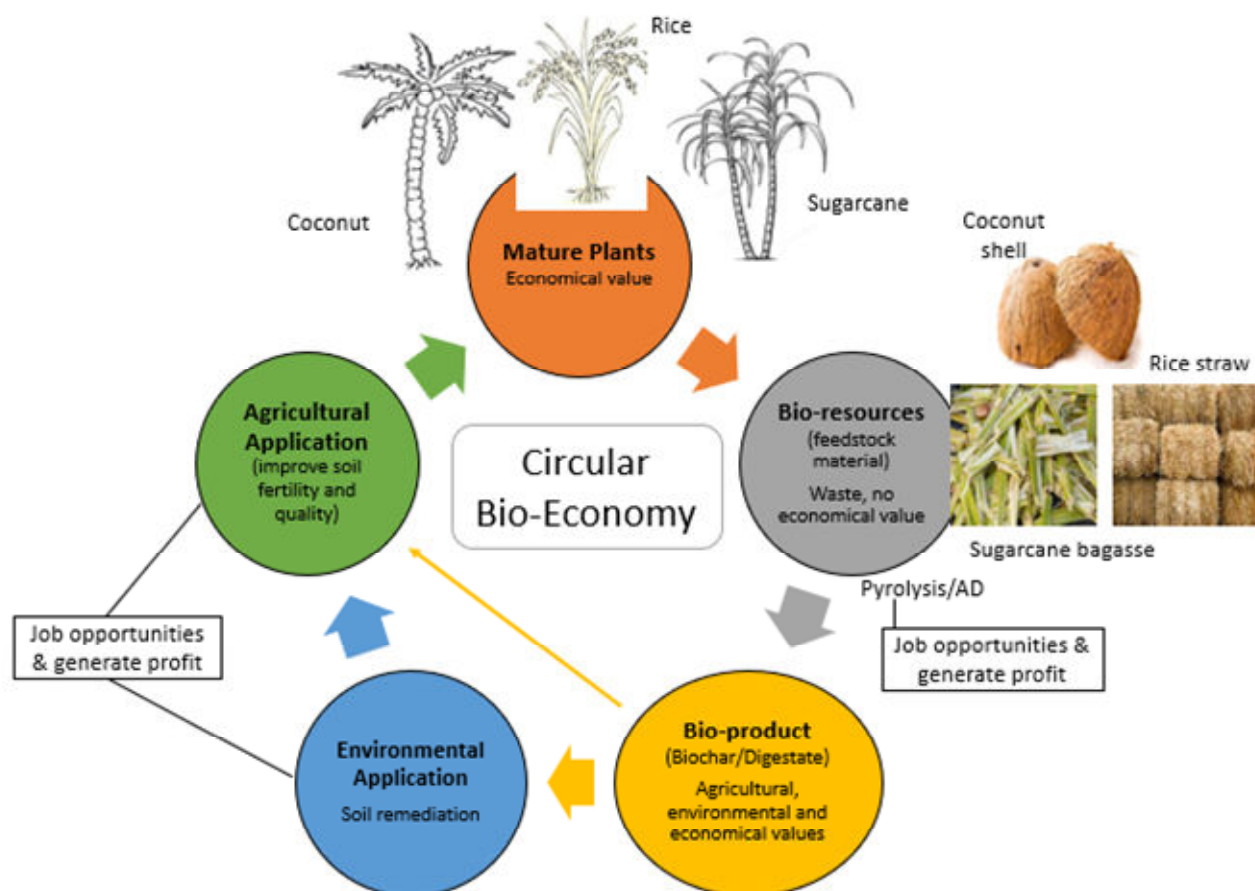 Rice
Coconut
Sugarcane
Mature Plants
Economical value
Coconut
shell
Rice straw
Sugarcane bagasse
Bio-resources
(feedstock
material)
Waste, no
economical value
Agricultural
Application
(improve soil
fertility and
quality)
Circular
Bio-Economy
Pyrolysis/AD
Job opportunities &
generate profit
Job opportunities
& generate profit
Bio-product
(Biochar/Digestate)
Agricultural,
environmental and
economical values
Environmental
Application
Soil remediation